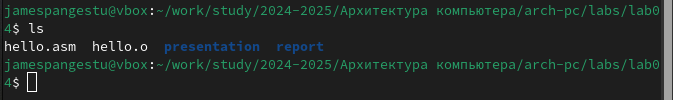 jamespangestu@vbox:~/work/study/2024-2025/Архитектура компьютера/arch-pc/labs/lab0
4$ ls
hello.asm  hello.o  presentation  report
jamespangestu@vbox:~/work/study/2024-2025/Архитектура компьютера/arch-pc/labs/lab0
4$